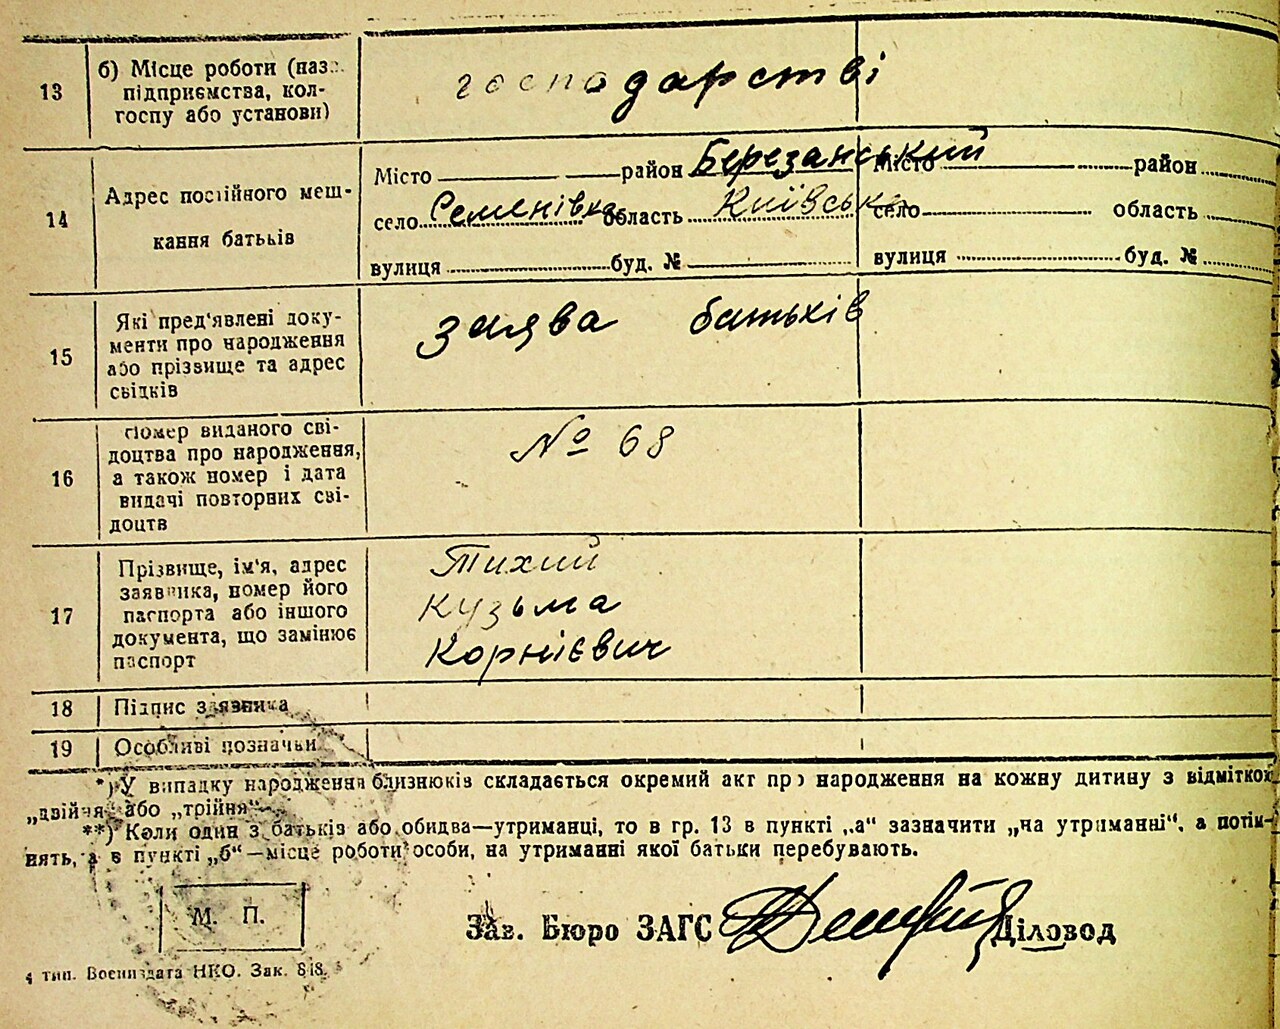 13 б) Місце роботи (назв. господарстві
підприємства, кол-
госпу або установи)
Місто район Березанський Місто район
14 Адрес постійного меш- село Семенівка область Київська село область
кання батьків
вулиця буд. № вулиця буд. №
Які пред'явлені доку- заява батьків
15 менти про народження
або прізвище та адрес
свідків
Номер виданого сві- № 68
доцтва про народження,
16 а також номер і дата
видачі повторних сві-
доцтв
Прізвище, ім'я, адрес Тихий
заявника, номер його Кузьма
17 паспорта або іншого Корнієвич
документа, що замінює
паспорт
18 Підпис заявника
19 Особливі позначки
*) У випадку народження близнюків складається окремий акт про народження на кожну дитину з відміткою
„двійня“ або „трійня“.
**) Коли один з батьків або обидва—утриманці, то в гр. 13 в пункті „а“ зазначити „на утриманні“, а потім-
нять, а в пункті „б“—місце роботи особи, на утриманні якої батьки перебувають.
М. П.
Зав. Бюро ЗАГС Діловод
4 тип. Воениздата НКО. Зак. 818.